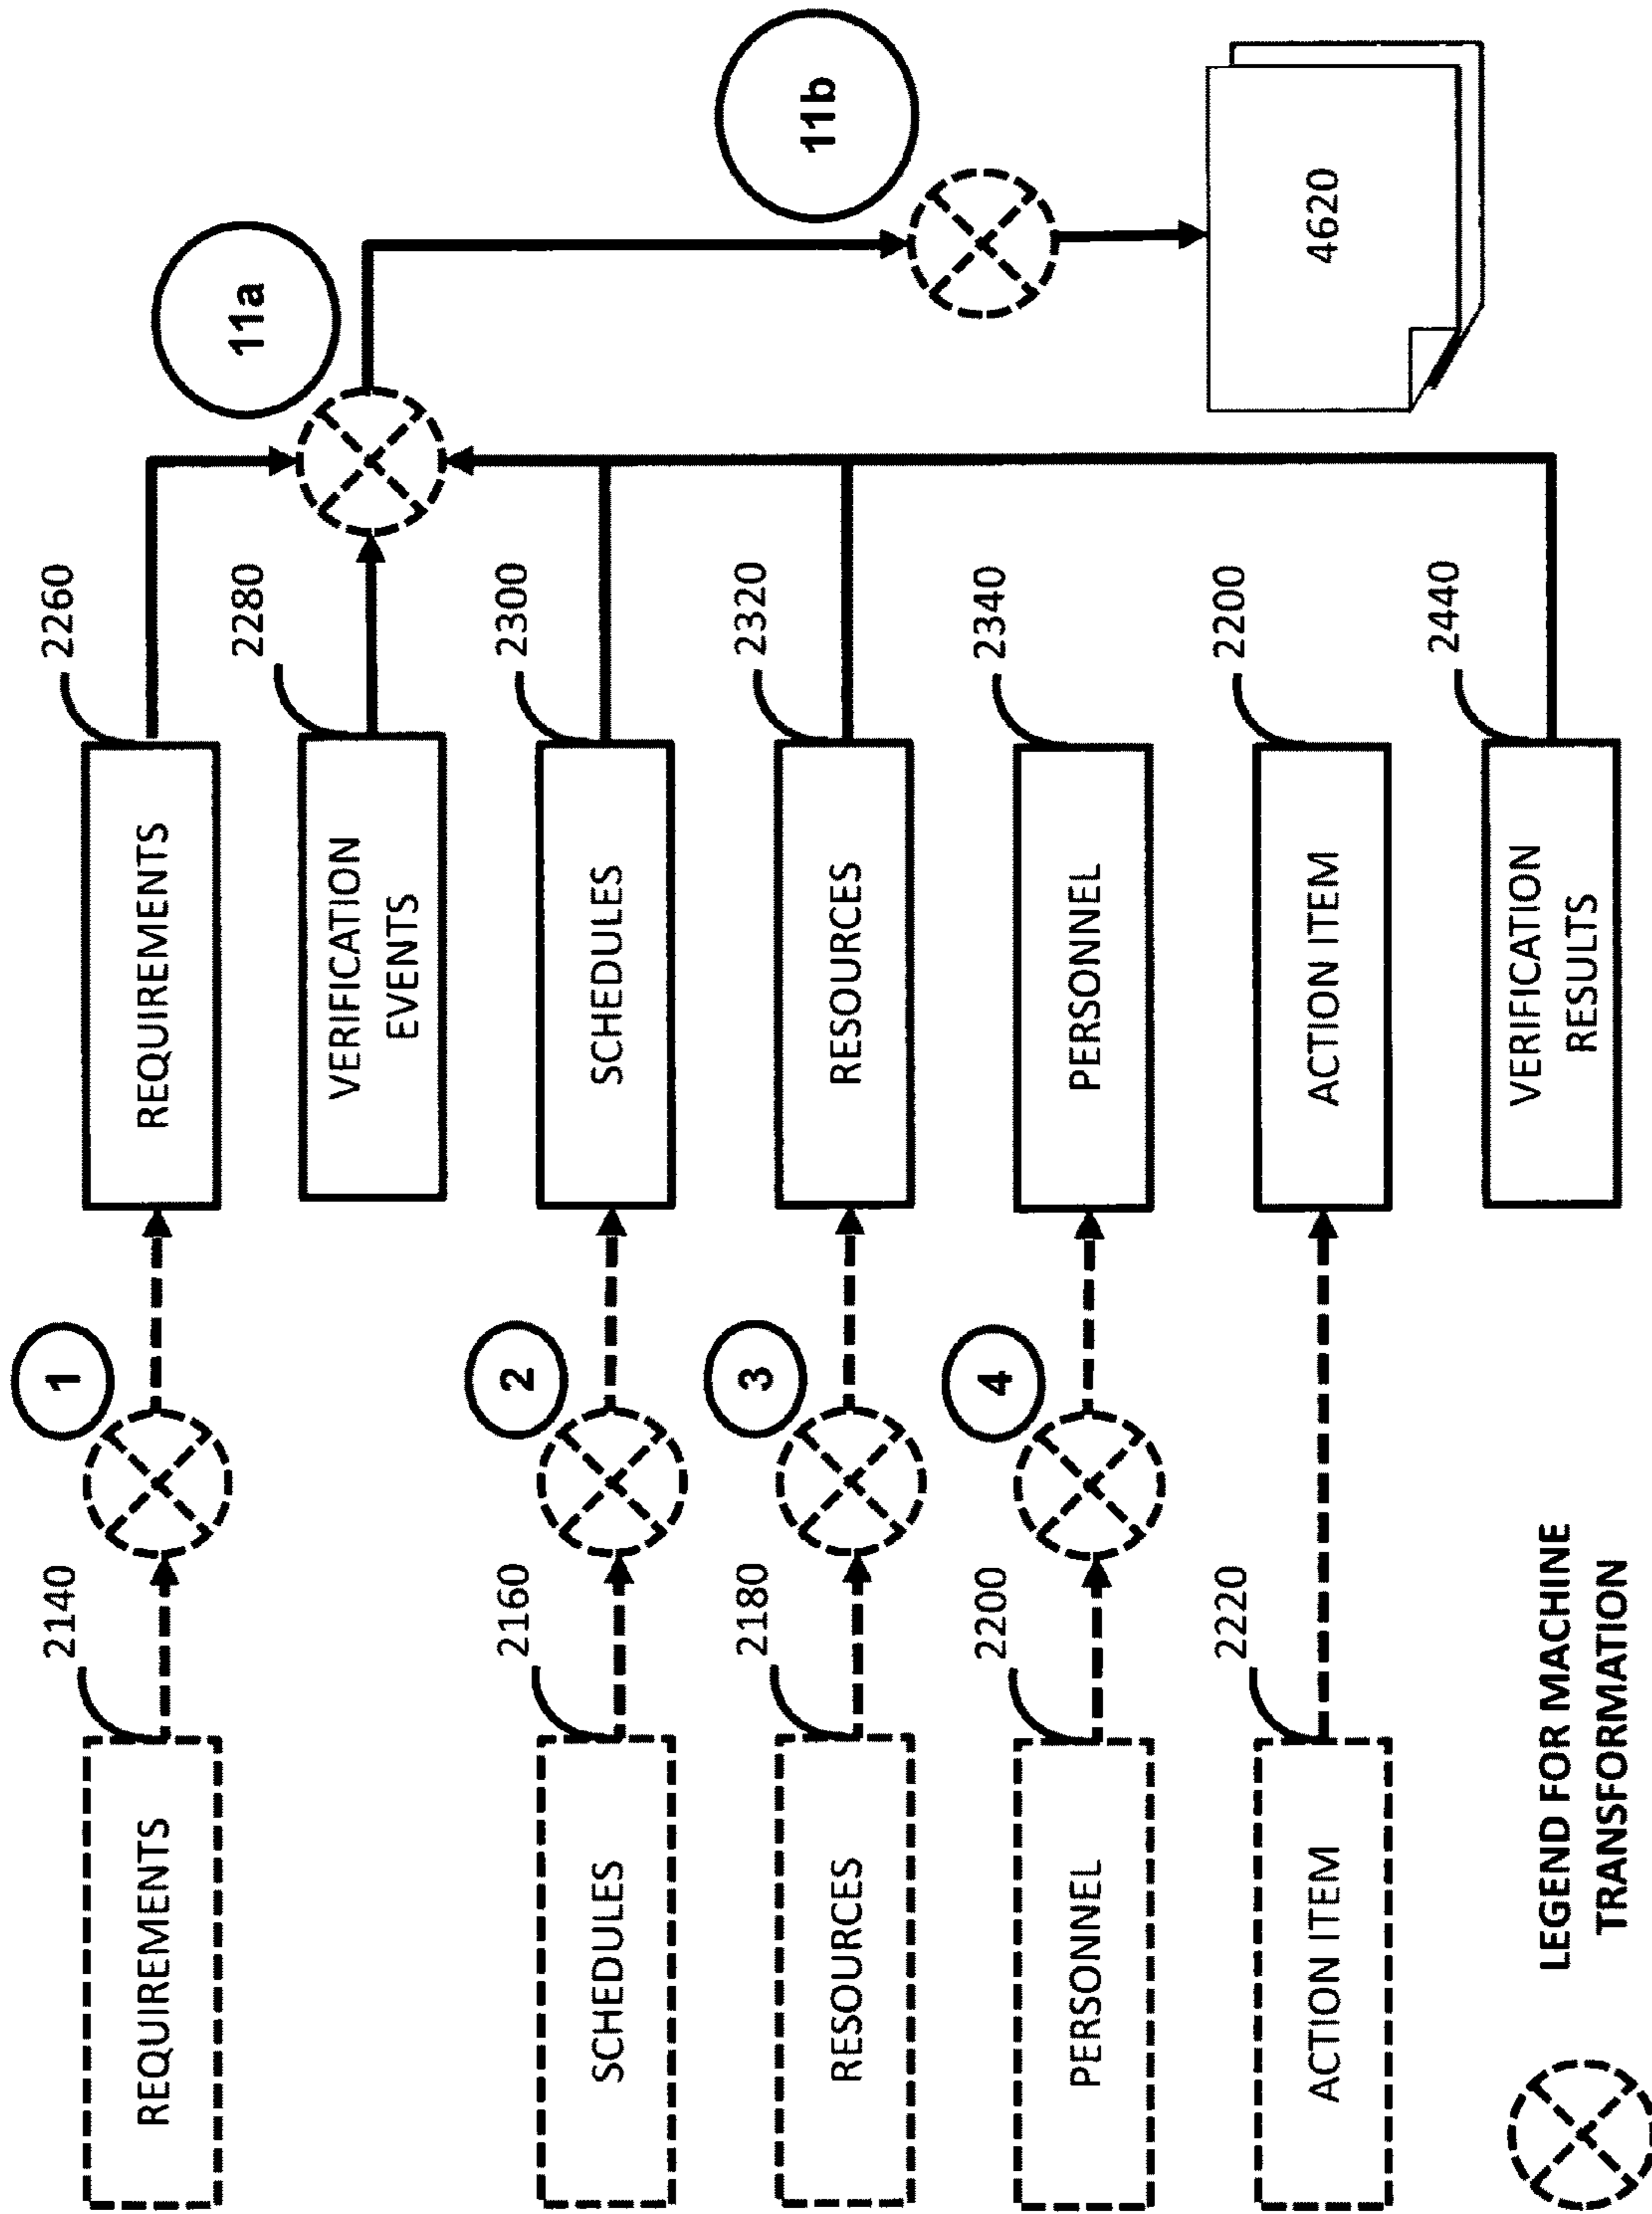 11a
11b
2260
2280
2300
2320
2340
2200
2440
4620
REQUIREMENTS
VERIFICATION
EVENTS
SCHEDULES
RESOURCES
PERSONNEL
ACTION ITEM
VERIFICATION
RESULTS
1
2
3
4
2140
2160
2180
2200
2220
REQUIREMENTS
SCHEDULES
RESOURCES
PERSONNEL
ACTION ITEM
LEGEND FOR MACHINE
TRANSFORMATION